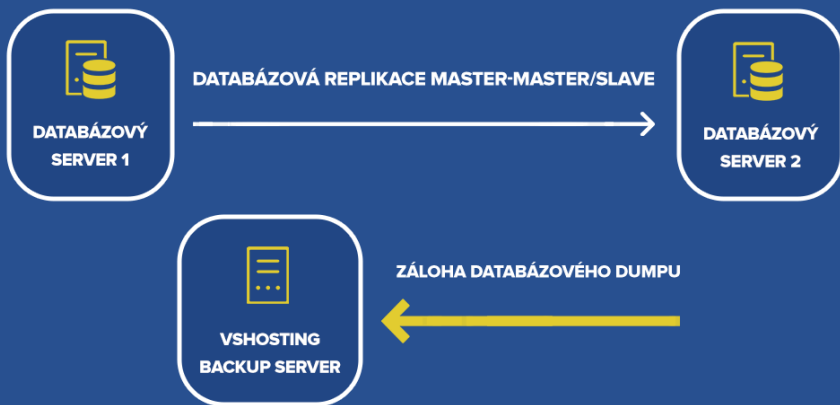 DATABÁZOVÝ
SERVER 1
DATABÁZOVÁ REPLIKACE MASTER-MASTER/SLAVE
DATABÁZOVÝ
SERVER 2
VSHOSTING
BACKUP SERVER
ZÁLOHA DATABÁZOVÉHO DUMPU